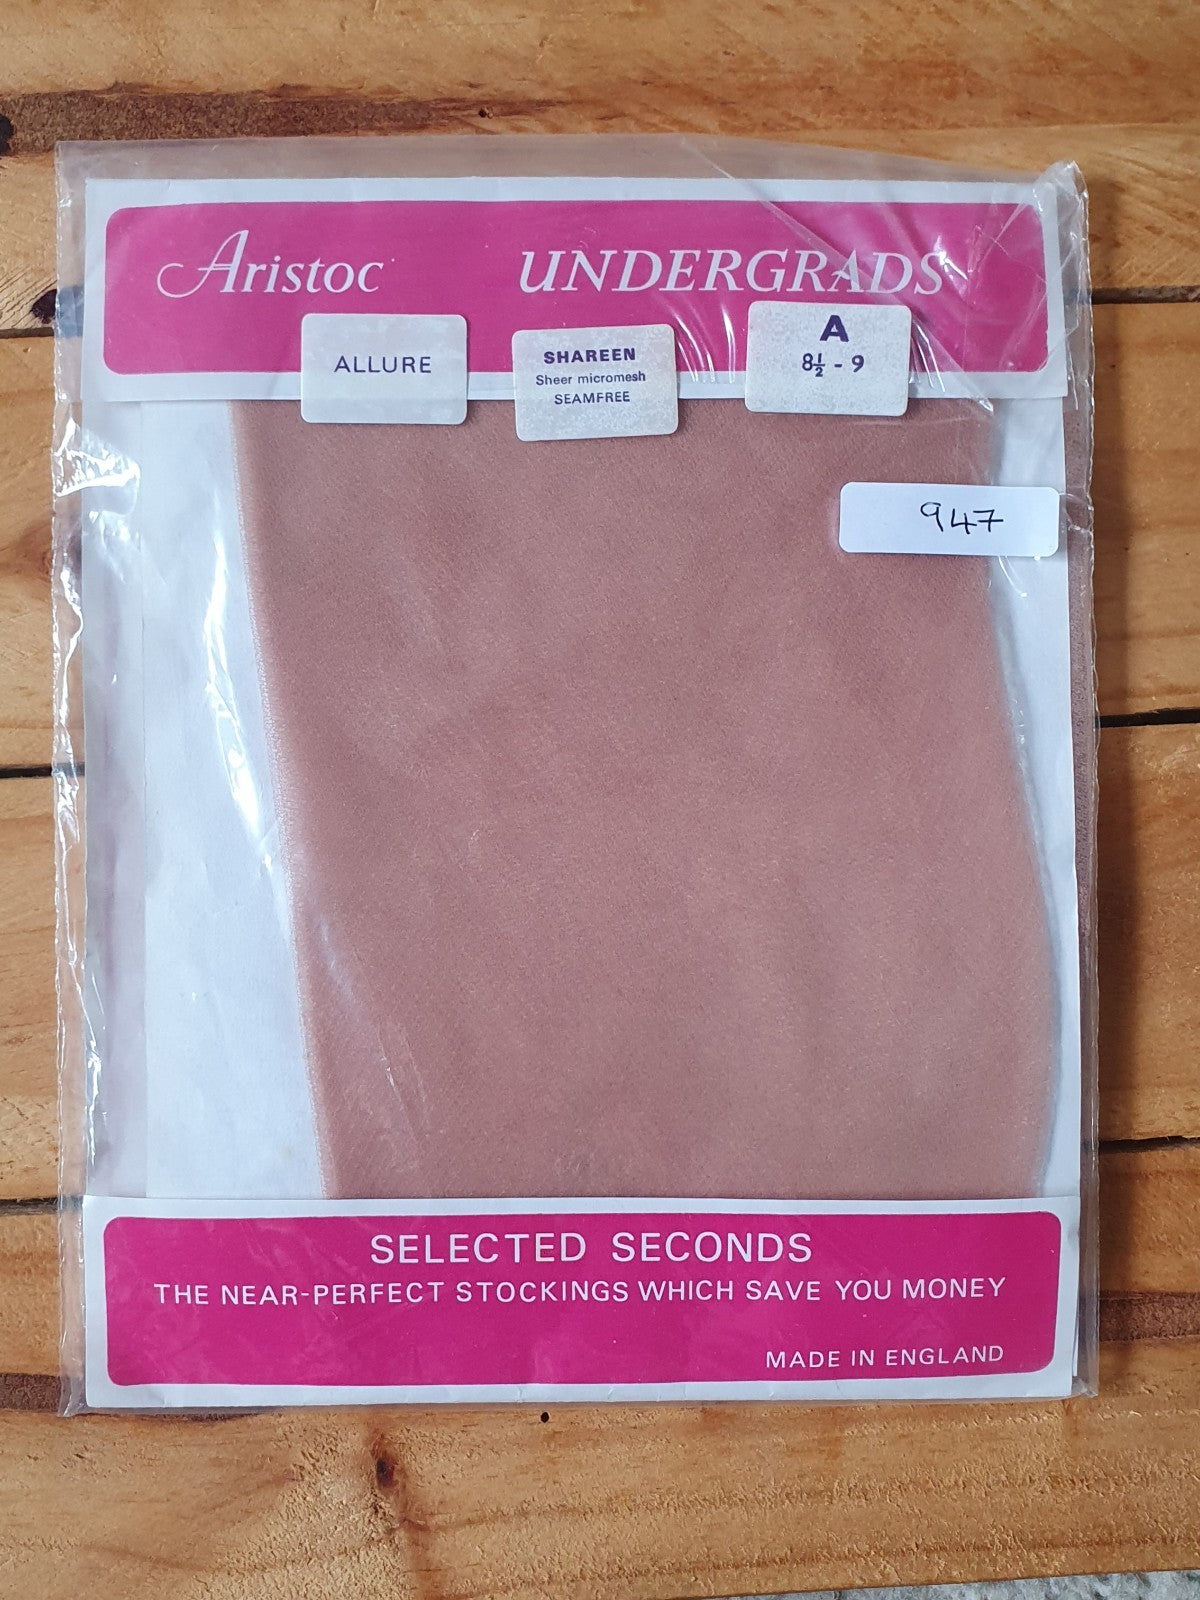 Aristoc UNDERGRADS
ALLURE
SHAREEN
Sheer micromesh
SEAMFREE
A
8½ - 9
947
SELECTED SECONDS
THE NEAR-PERFECT STOCKINGS WHICH SAVE YOU MONEY
MADE IN ENGLAND